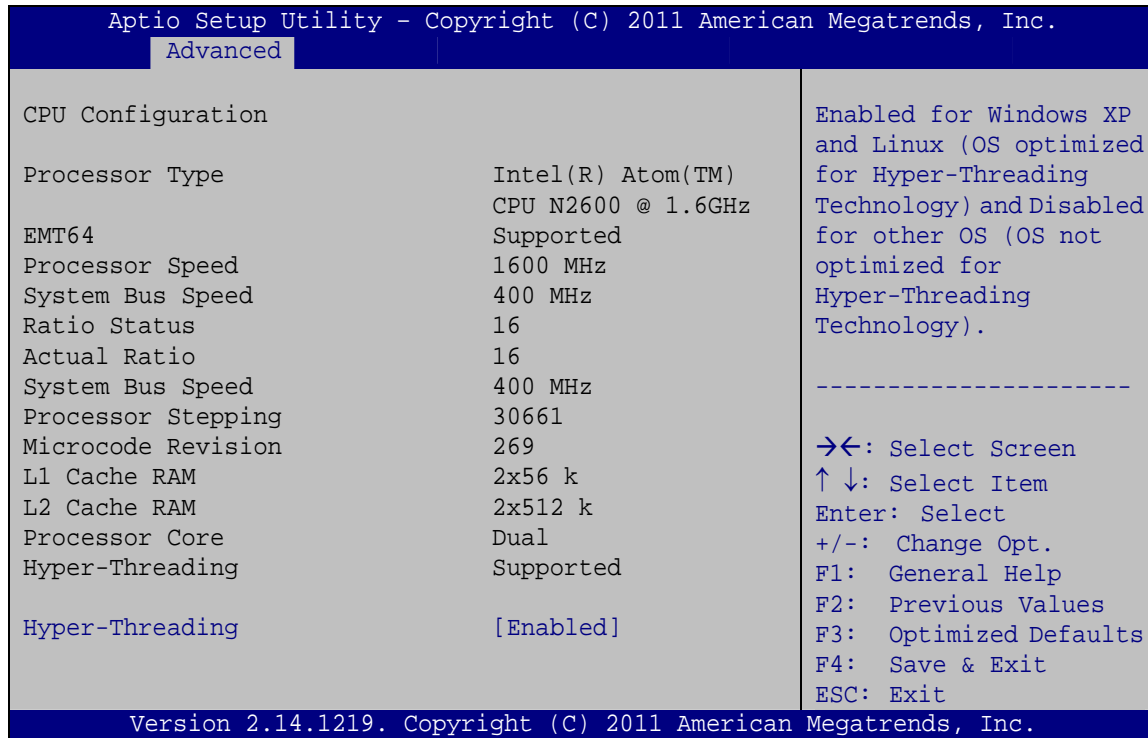 Aptio Setup Utility – Copyright (C) 2011 American Megatrends, Inc.
Advanced
CPU Configuration
Processor Type Intel(R) Atom(TM)
CPU N2600 @ 1.6GHz
EMT64 Supported
Processor Speed 1600 MHz
System Bus Speed 400 MHz
Ratio Status 16
Actual Ratio 16
System Bus Speed 400 MHz
Processor Stepping 30661
Microcode Revision 269
L1 Cache RAM 2x56 k
L2 Cache RAM 2x512 k
Processor Core Dual
Hyper-Threading Supported
Hyper-Threading [Enabled]
Enabled for Windows XP
and Linux (OS optimized
for Hyper-Threading
Technology) and Disabled
for other OS (OS not
optimized for
Hyper-Threading
Technology).
----------------------
→←: Select Screen
↑ ↓: Select Item
Enter: Select
+/-: Change Opt.
F1: General Help
F2: Previous Values
F3: Optimized Defaults
F4: Save & Exit
ESC: Exit
Version 2.14.1219. Copyright (C) 2011 American Megatrends, Inc.